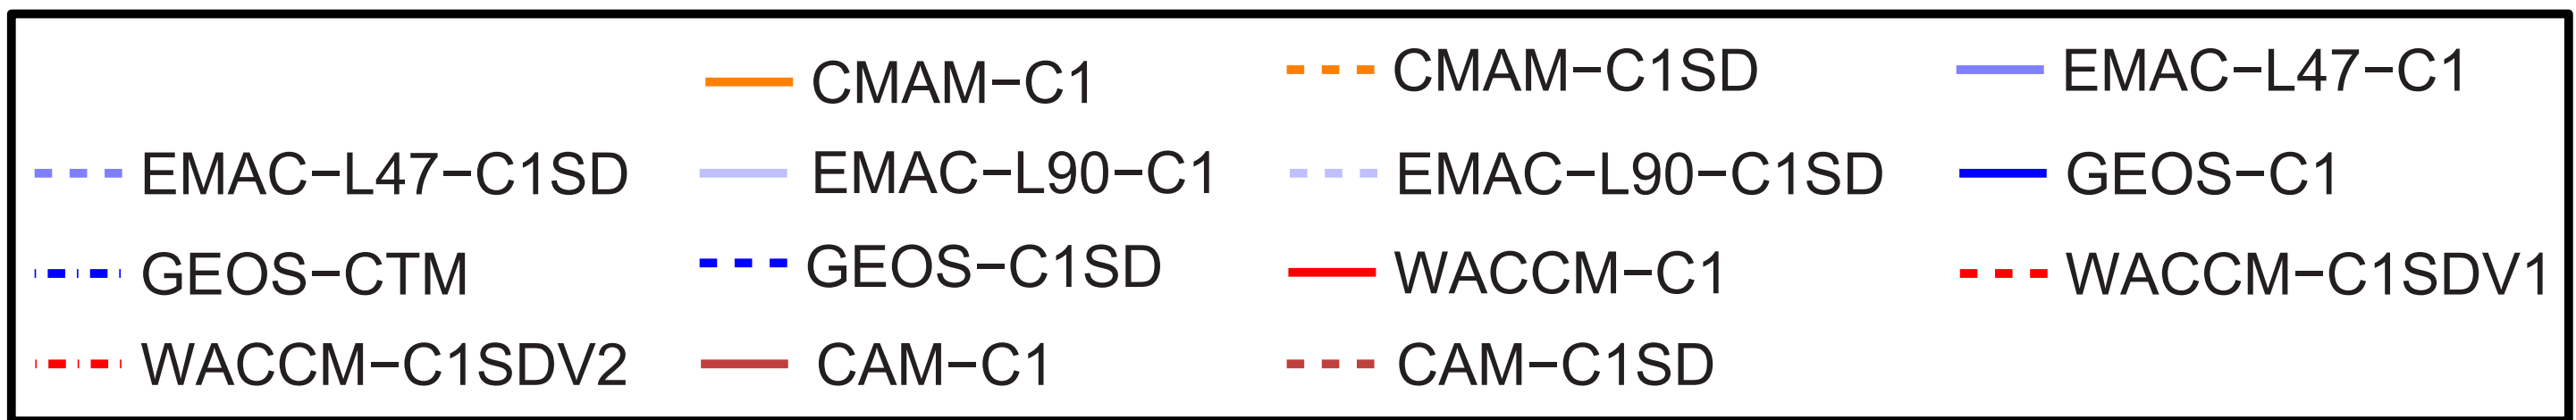 CMAM−C1 CMAM−C1SD EMAC−L47−C1
EMAC−L47−C1SD EMAC−L90−C1 EMAC−L90−C1SD GEOS−C1
GEOS−CTM GEOS−C1SD WACCM−C1 WACCM−C1SDV1
WACCM−C1SDV2 CAM−C1 CAM−C1SD